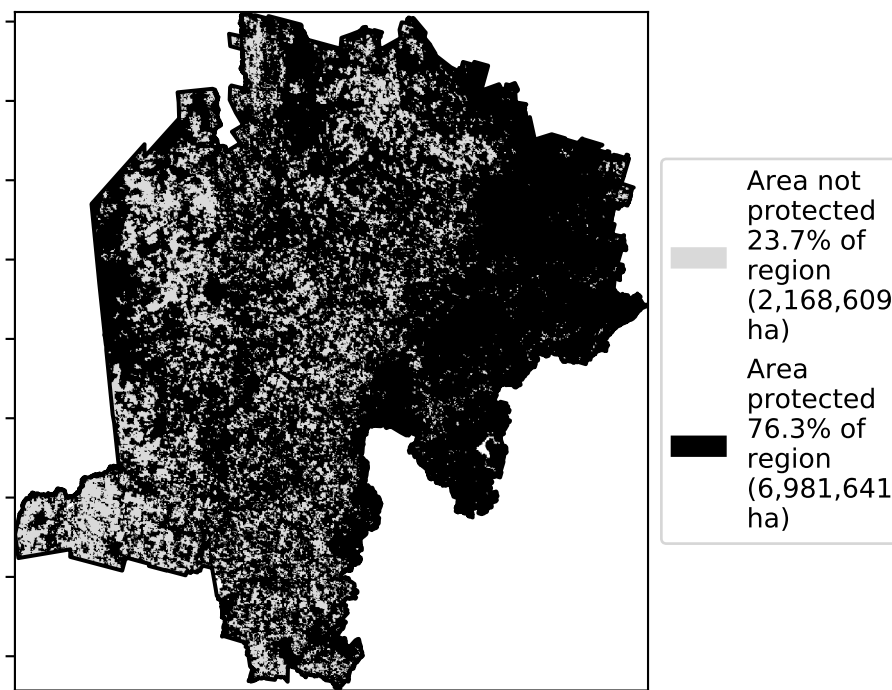 Area not
protected
23.7% of
region
(2,168,609
ha)
Area
protected
76.3% of
region
(6,981,641
ha)